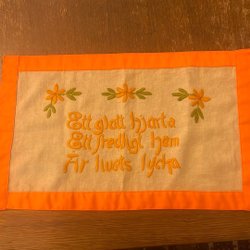 Ett glatt hjärta
Ett fredligt hem
Är livets lycka